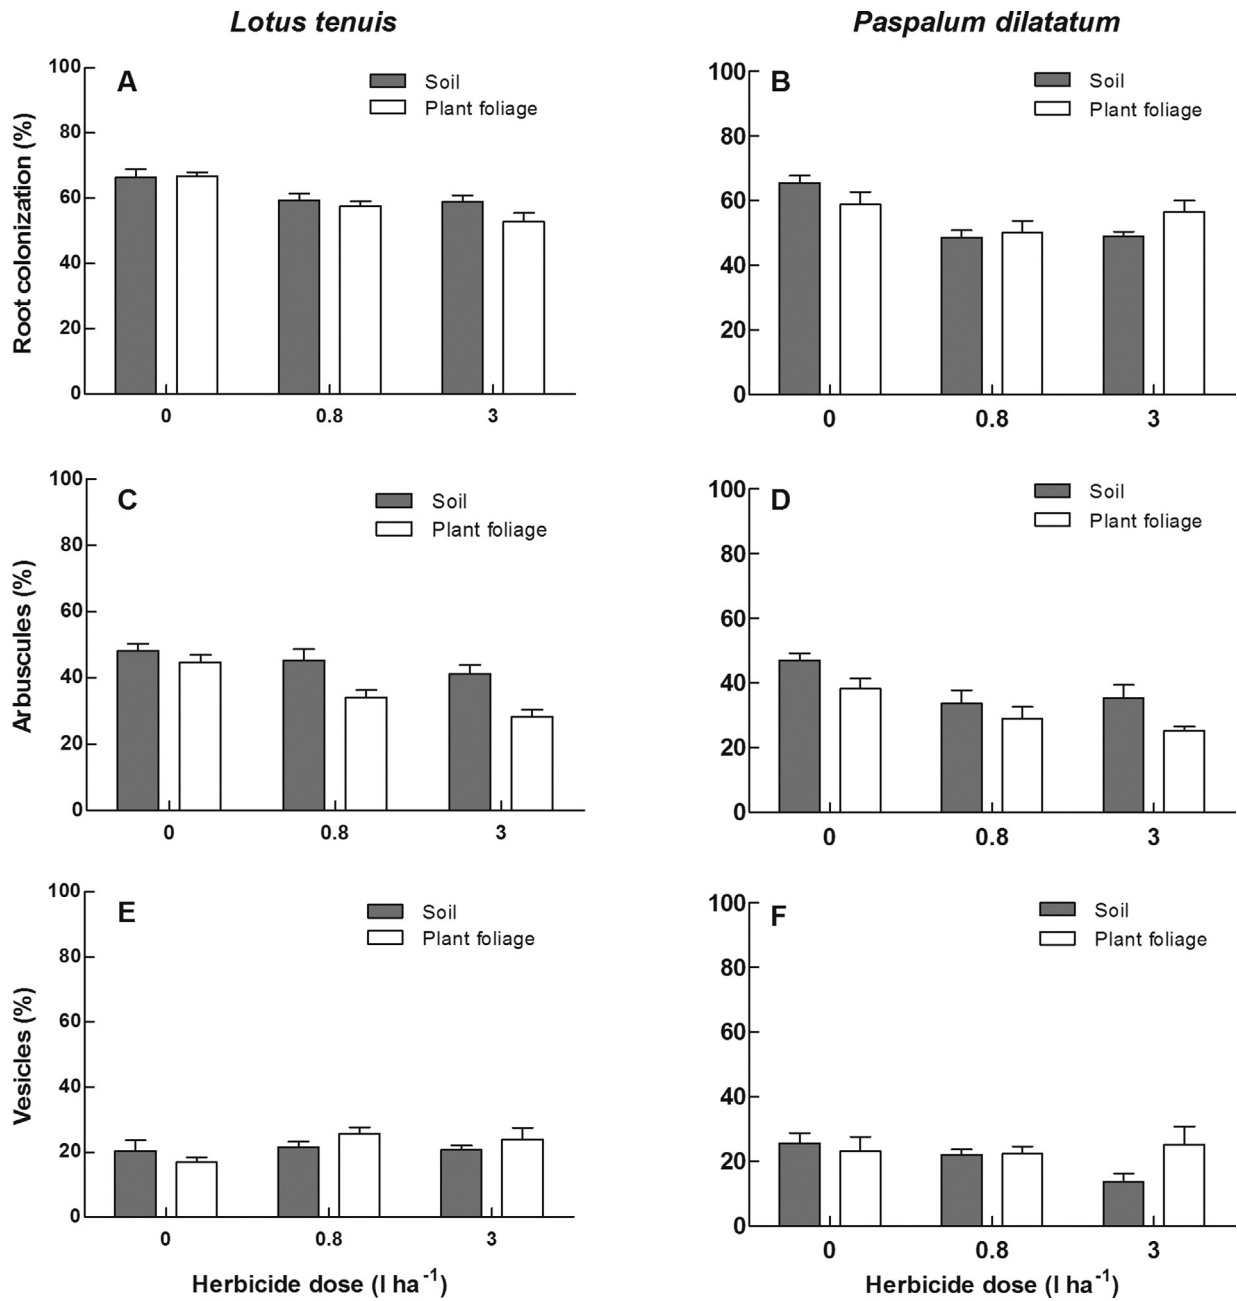 Lotus tenuis
Paspalum dilatatum
A
Soil
Plant foliage
Root colonization (%)
100
80
60
40
20
0
0 0.8 3
B
Soil
Plant foliage
100
80
60
40
20
0
0 0.8 3
C
Soil
Plant foliage
Arbuscules (%)
100
80
60
40
20
0
0 0.8 3
D
Soil
Plant foliage
100
80
60
40
20
0
0 0.8 3
E
Soil
Plant foliage
Vesicles (%)
100
80
60
40
20
0
0 0.8 3
Herbicide dose (l ha⁻¹)
F
Soil
Plant foliage
100
80
60
40
20
0
0 0.8 3
Herbicide dose (l ha⁻¹)